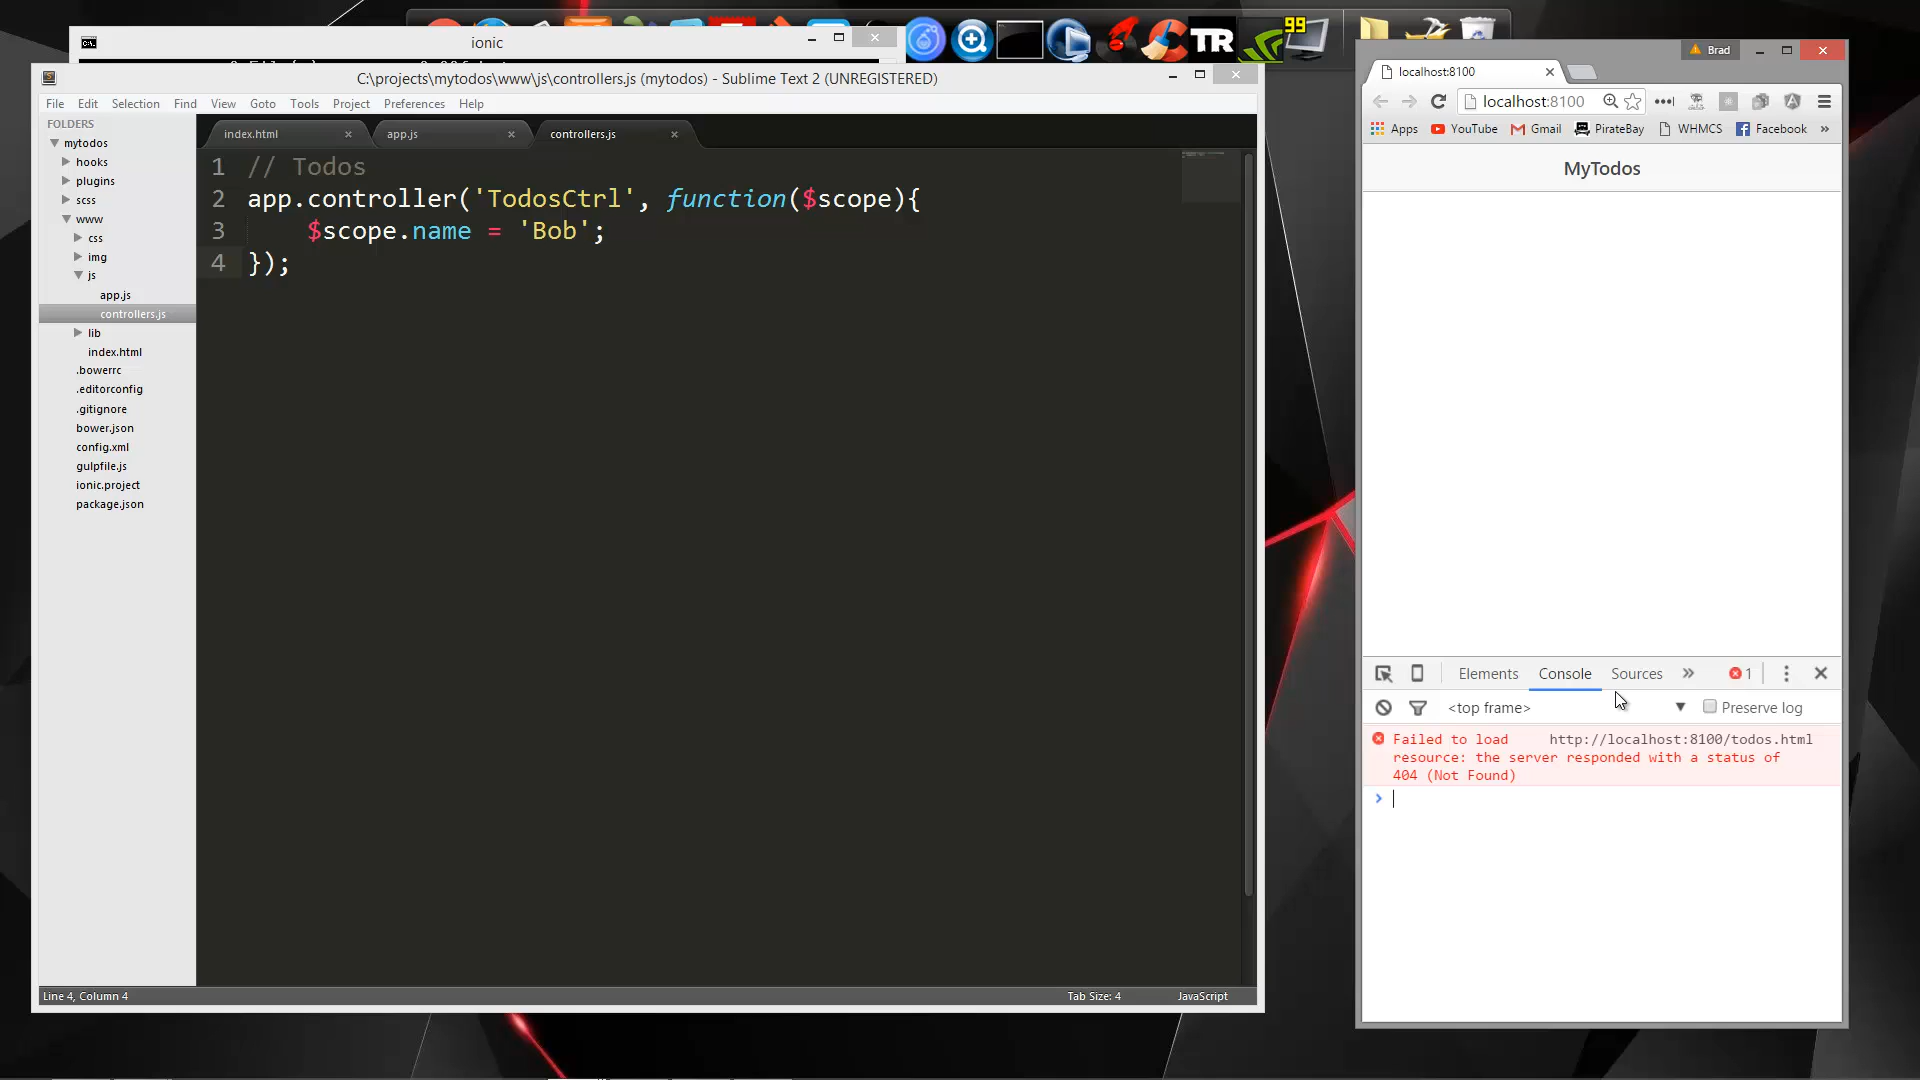 ionic
99
TR
C:\projects\mytodos\www\js\controllers.js (mytodos) - Sublime Text 2 (UNREGISTERED)
File Edit Selection Find View Goto Tools Project Preferences Help
FOLDERS
mytodos
hooks
plugins
scss
www
css
img
js
app.js
controllers.js
lib
index.html
.bowerrc
.editorconfig
.gitignore
bower.json
config.xml
gulpfile.js
ionic.project
package.json
index.html app.js controllers.js
1 // Todos
2 app.controller('TodosCtrl', function($scope){
3 $scope.name = 'Bob';
4 });
Line 4, Column 4 Tab Size: 4 JavaScript
Brad
localhost:8100
localhost:8100
Apps YouTube Gmail PirateBay WHMCS Facebook »
MyTodos
Elements Console Sources » 1
<top frame> Preserve log
Failed to load http://localhost:8100/todos.html
resource: the server responded with a status of
404 (Not Found)